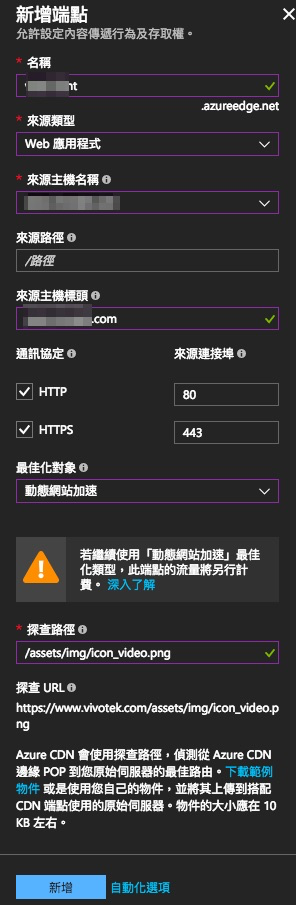 新增端點
允許設定內容傳遞行為及存取權。
* 名稱
nt
.azureedge.net
* 來源類型
Web 應用程式
* 來源主機名稱
來源路徑
/路徑
來源主機標頭
.com
通訊協定 來源連接埠
HTTP 80
HTTPS 443
最佳化對象
動態網站加速
若繼續使用「動態網站加速」最佳
化類型，此端點的流量將另行計
費。 深入了解
* 探查路徑
/assets/img/icon_video.png
探查 URL
https://www.vivotek.com/assets/img/icon_video.p
ng
Azure CDN 會使用探查路徑，偵測從 Azure CDN
邊緣 POP 到您原始伺服器的最佳路由。下載範例
物件 或是使用您自己的物件，並將其上傳到搭配
CDN 端點使用的原始伺服器。物件的大小應在 10
KB 左右。
新增 自動化選項